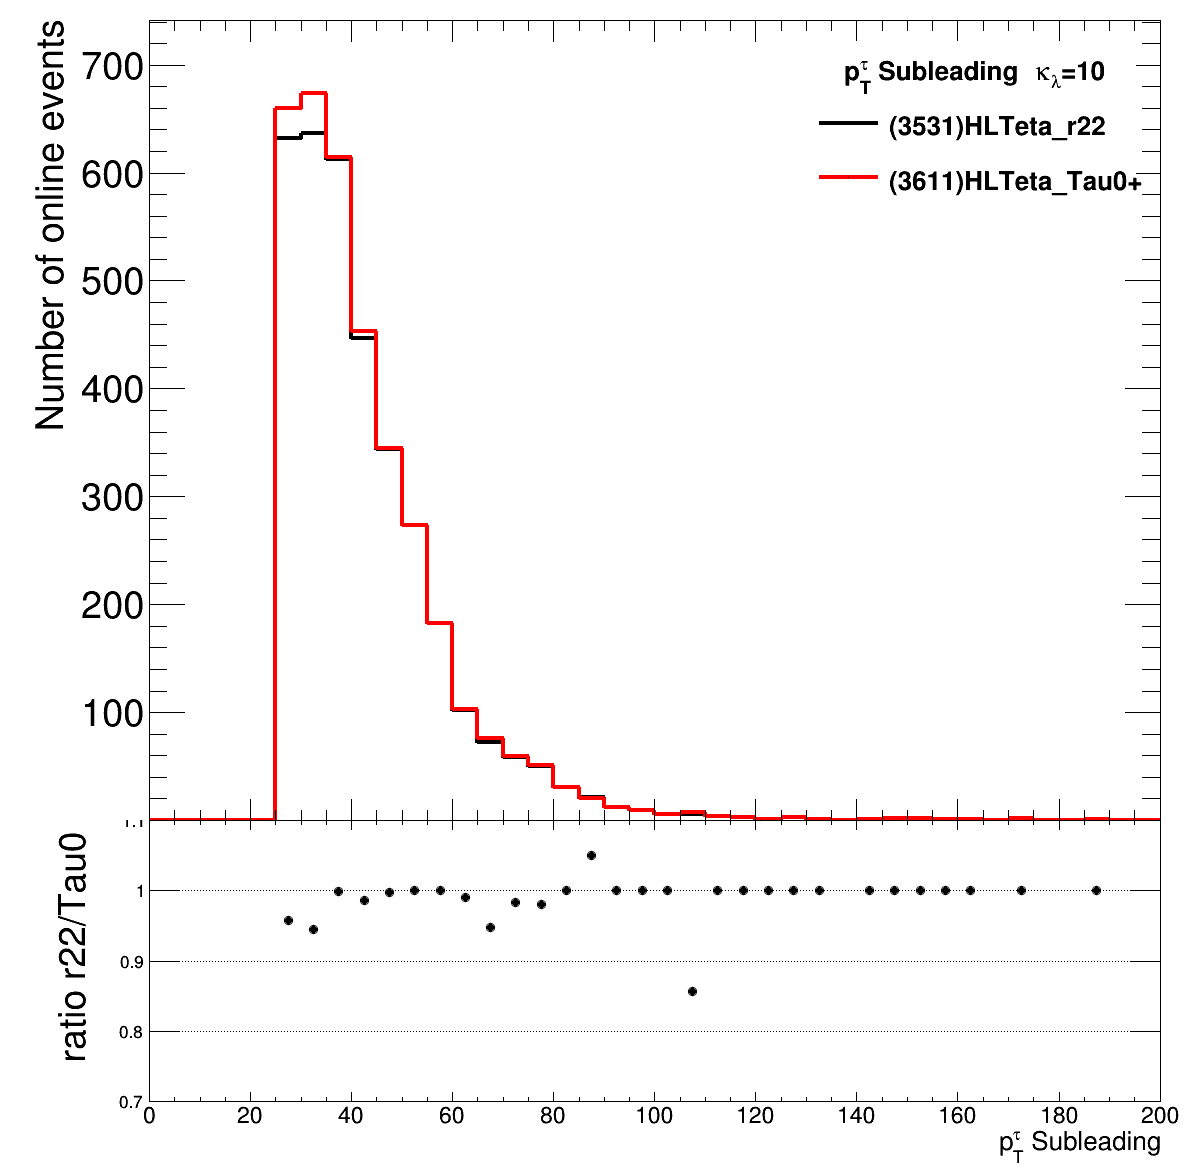 Number of online events
700
600
500
400
300
200
100
p_T^τ Subleading κ_λ=10
(3531)HLTeta_r22
(3611)HLTeta_Tau0+
ratio r22/Tau0
1.1
1
0.9
0.8
0.7
0 20 40 60 80 100 120 140 160 180 200
p_T^τ Subleading